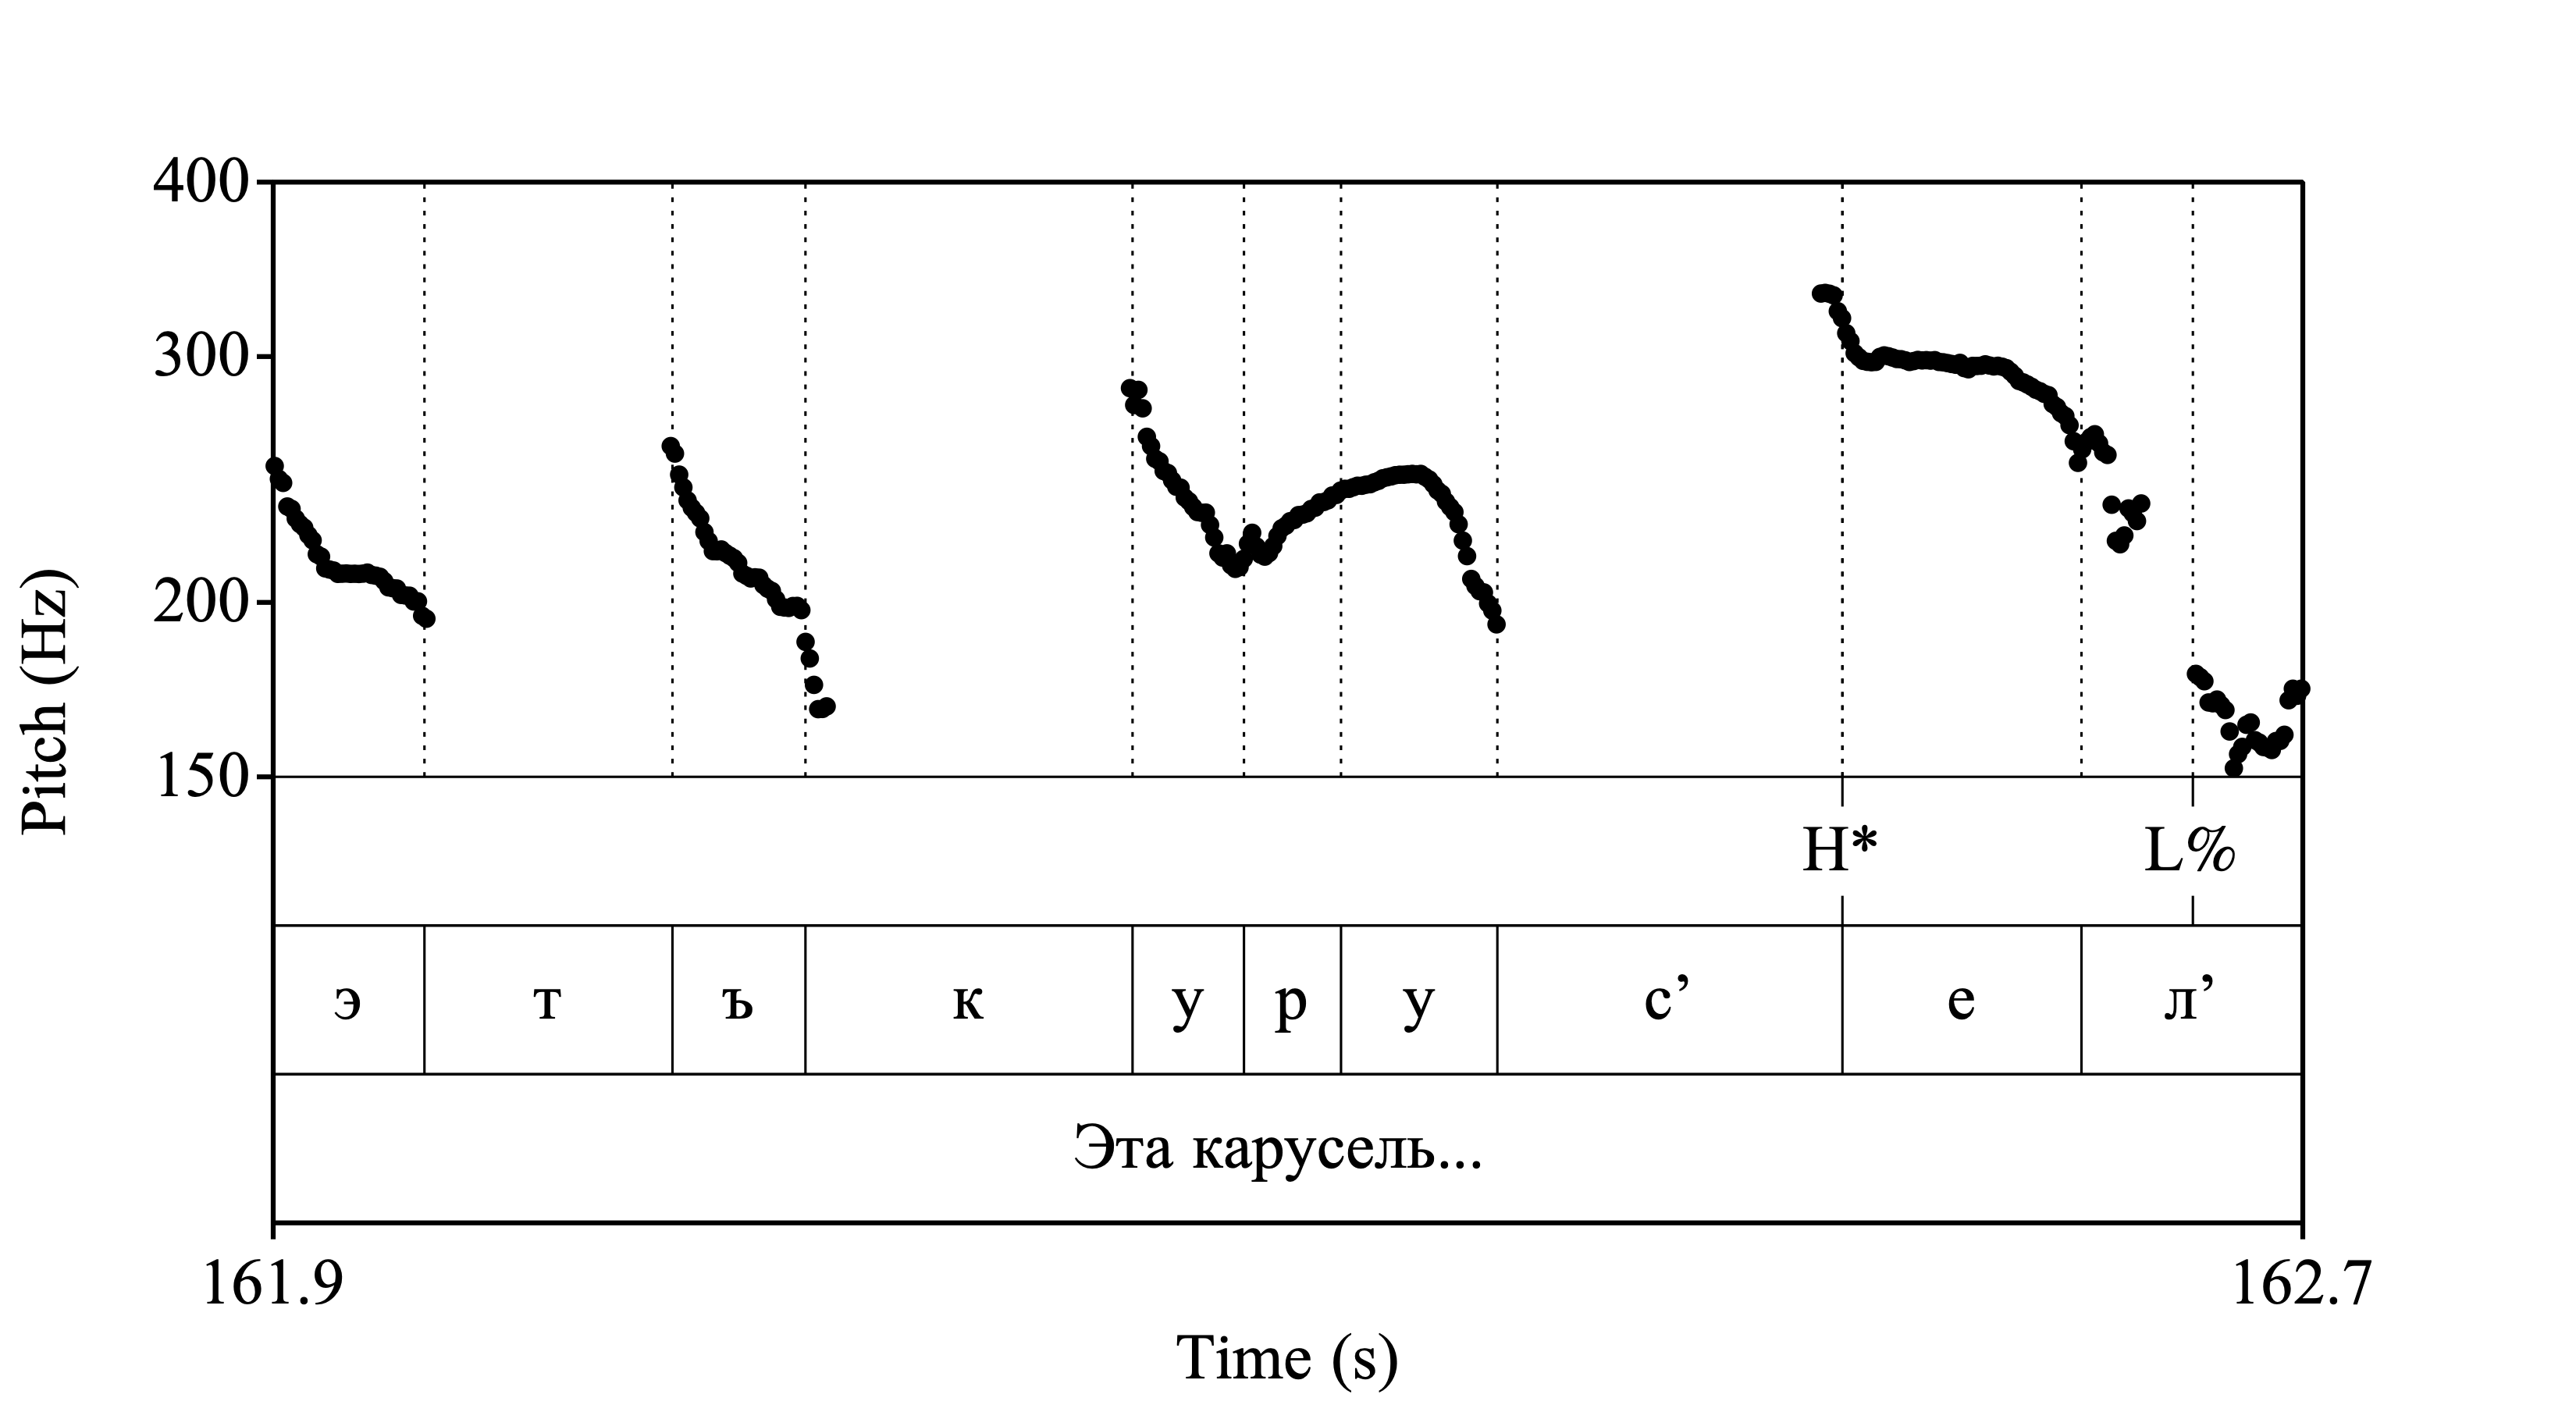 400
300
200
150
Pitch (Hz)
H* L%
э т ъ к у р у с’ е л’
Эта карусель...
161.9 162.7
Time (s)